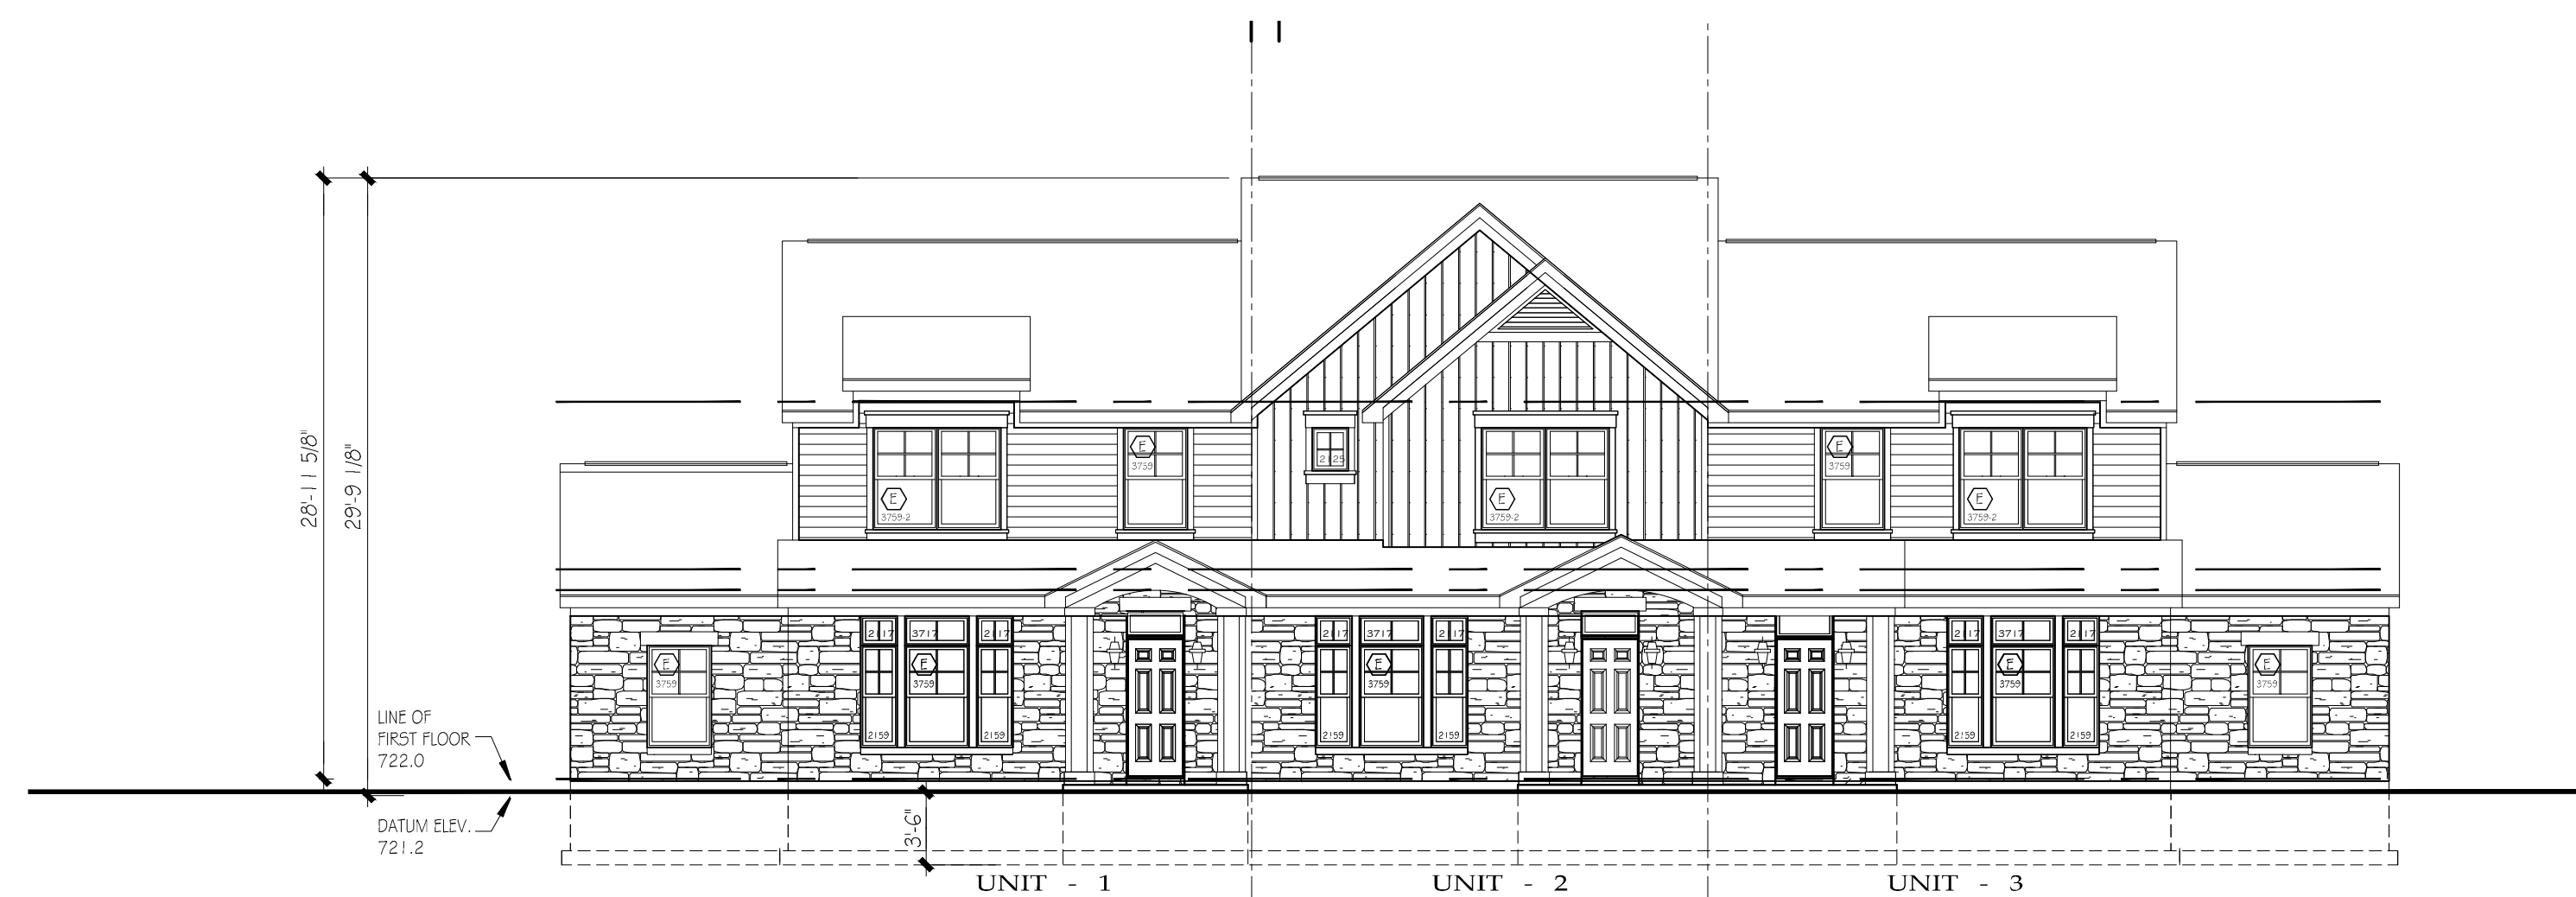 2125
E
3759
E
3759
E
3759-2
E
3759-2
E
3759-2
28'-11 5/8"
29'-9 1/8"
2117
3717
2117
2117
3717
2117
2117
3717
2117
E
3759
E
3759
E
3759
E
3759
E
3759
2159
2159
2159
2159
2159
2159
LINE OF
FIRST FLOOR
722.0
DATUM ELEV.
721.2
3'-6"
UNIT - 1
UNIT - 2
UNIT - 3